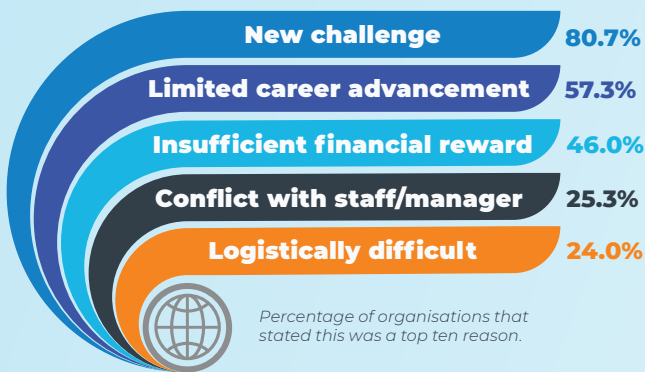 New challenge 80.7%
Limited career advancement 57.3%
Insufficient financial reward 46.0%
Conflict with staff/manager 25.3%
Logistically difficult 24.0%
Percentage of organisations that
stated this was a top ten reason.